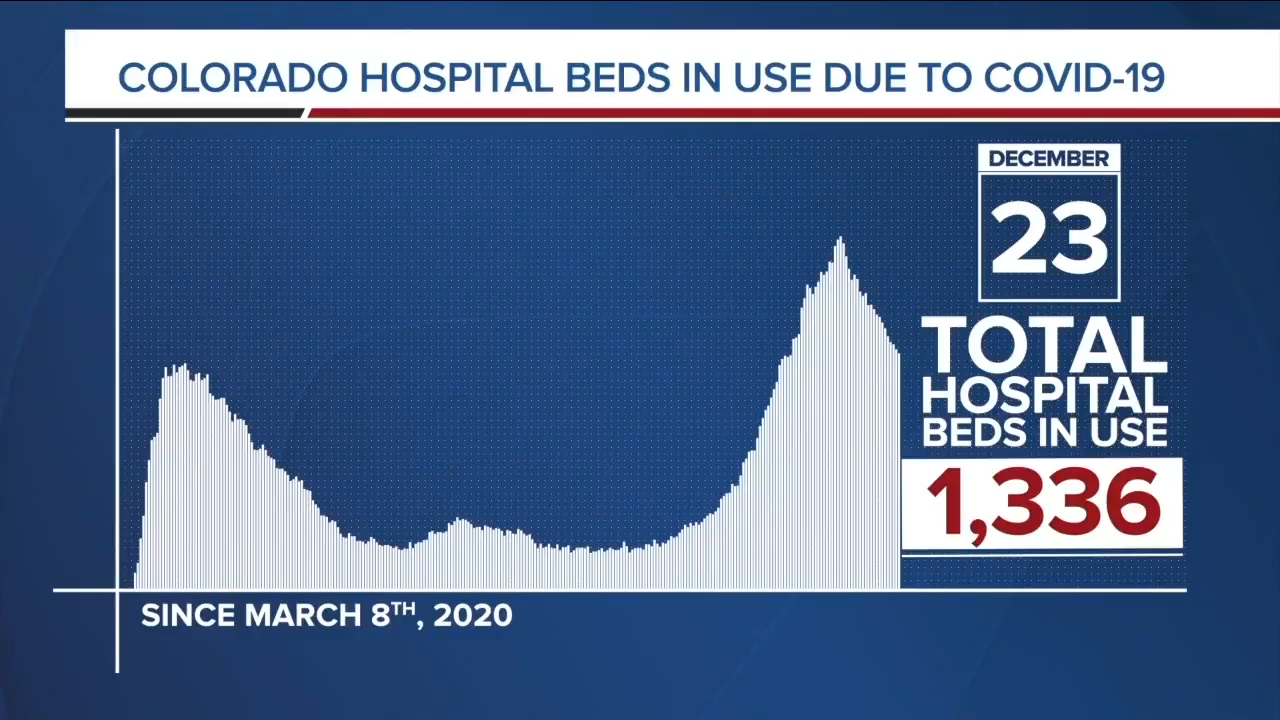 COLORADO HOSPITAL BEDS IN USE DUE TO COVID-19
DECEMBER
23
TOTAL
HOSPITAL
BEDS IN USE
1,336
SINCE MARCH 8TH, 2020